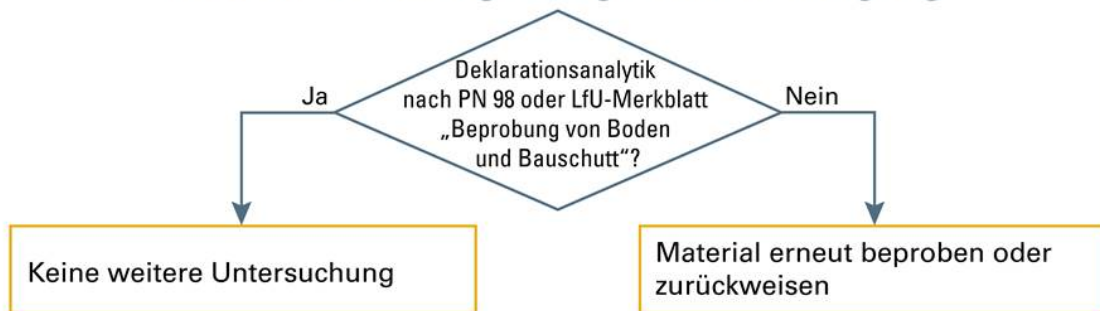 Deklarationsanalytik
nach PN 98 oder LfU-Merkblatt
„Beprobung von Boden
und Bauschutt“?
Ja
Nein
Keine weitere Untersuchung
Material erneut beproben oder
zurückweisen